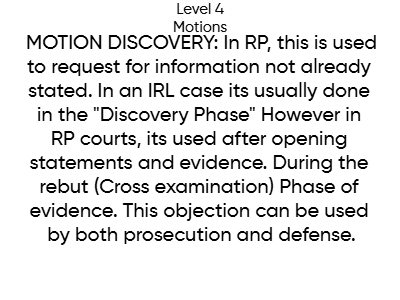 Level 4
Motions
MOTION DISCOVERY: In RP, this is used
to request for information not already
stated. In an IRL case its usually done
in the "Discovery Phase" However in
RP courts, its used after opening
statements and evidence. During the
rebut (Cross examination) Phase of
evidence. This objection can be used
by both prosecution and defense.